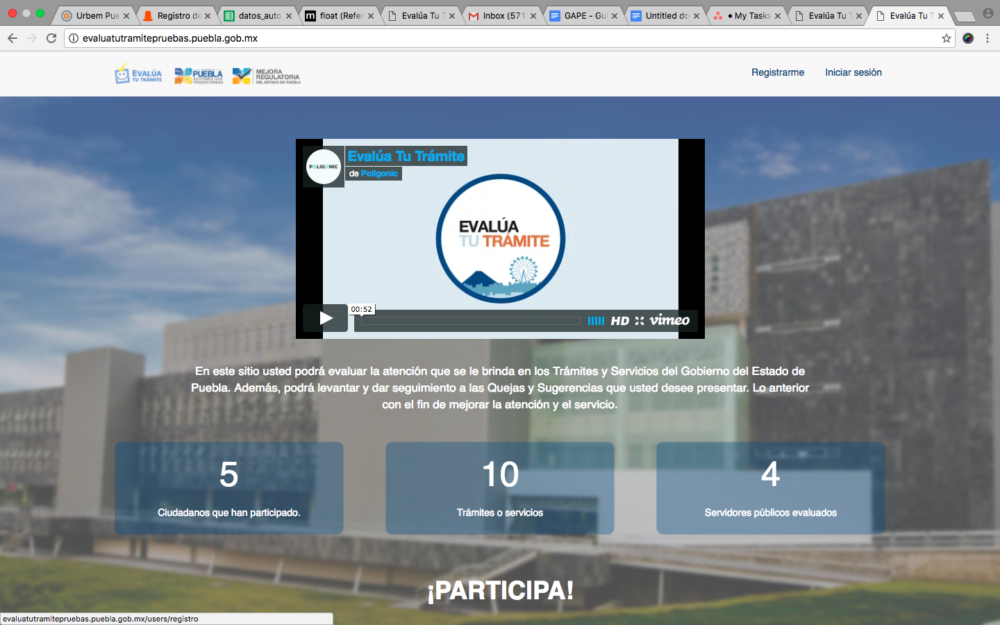 Urbem Pue
Registro de
datos_auto
float (Refer
Evalúa Tu T
Inbox (571
GAPE - Gu
Untitled do
• My Tasks
Evalúa Tu T
Evalúa Tu T
evaluatutramitepruebas.puebla.gob.mx
EVALÚA
TU TRÁMITE
PUEBLA
ACCIONES QUE
TRANSFORMAN
MEJORA
REGULATORIA
DEL ESTADO DE PUEBLA
Registrarme
Iniciar sesión
POLIGONIC
Evalúa Tu Trámite
de Poligonic
EVALÚA
TU TRÁMITE
00:52
HD
vimeo
En este sitio usted podrá evaluar la atención que se le brinda en los Trámites y Servicios del Gobierno del Estado de
Puebla. Además, podrá levantar y dar seguimiento a las Quejas y Sugerencias que usted desee presentar. Lo anterior
con el fin de mejorar la atención y el servicio.
5
Ciudadanos que han participado.
10
Trámites o servicios
4
Servidores públicos evaluados
¡PARTICIPA!
evaluatutramitepruebas.puebla.gob.mx/users/registro